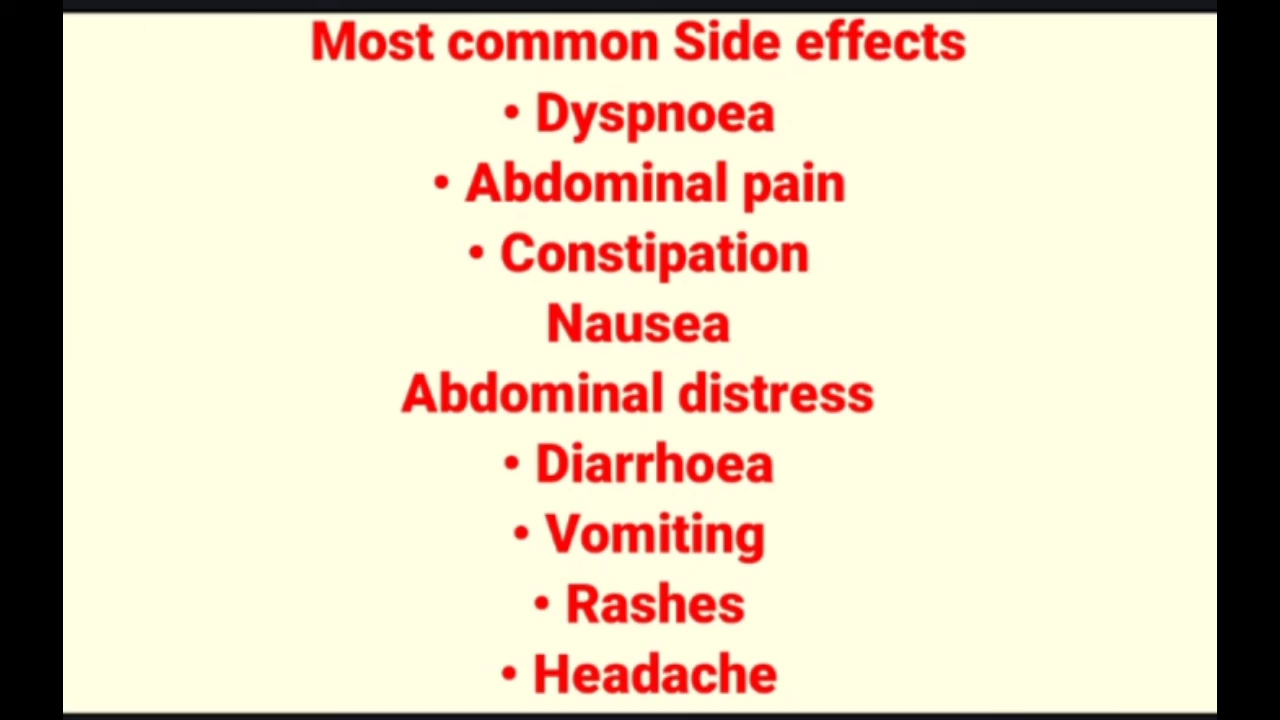 Most common Side effects
• Dyspnoea
• Abdominal pain
• Constipation
Nausea
Abdominal distress
• Diarrhoea
• Vomiting
• Rashes
• Headache